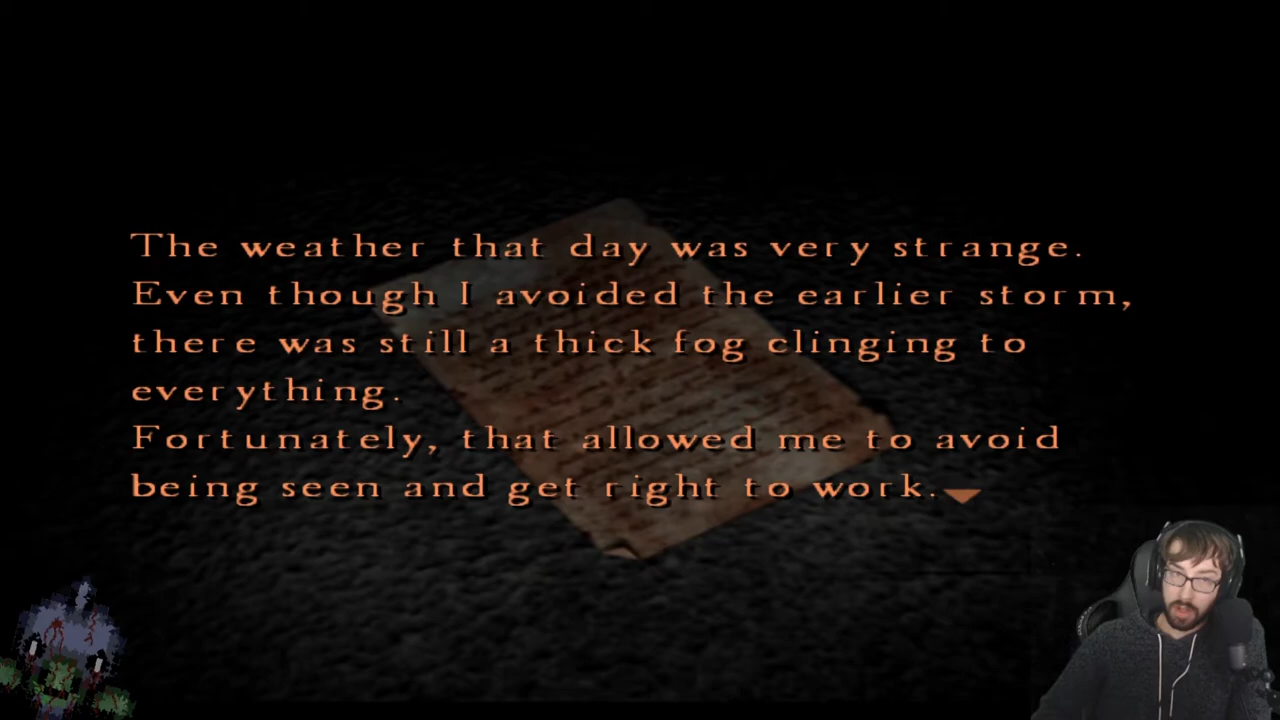 The weather that day was very strange.
Even though I avoided the earlier storm,
there was still a thick fog clinging to
everything.
Fortunately, that allowed me to avoid
being seen and get right to work.